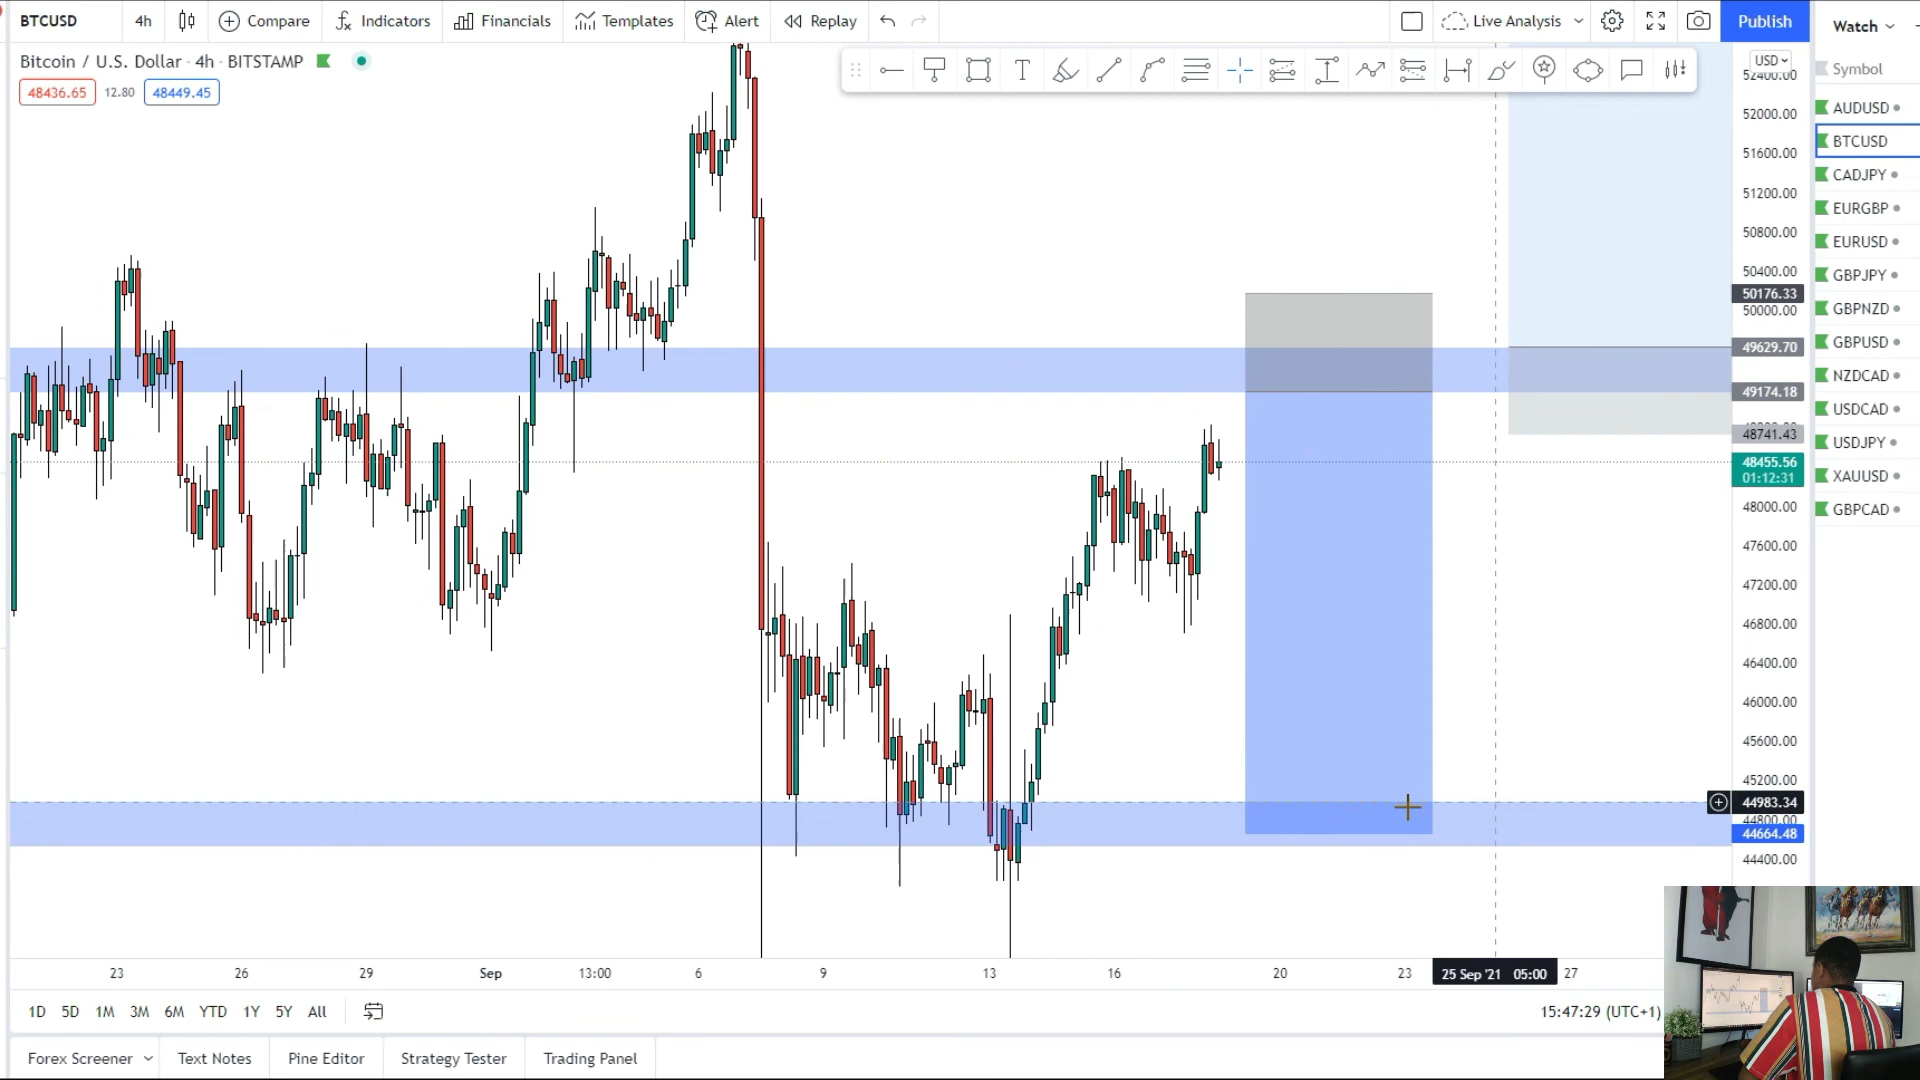 BTCUSD 4h Compare Indicators Financials Templates Alert Replay Live Analysis Publish Watch
Bitcoin / U.S. Dollar · 4h · BITSTAMP
48436.65 12.80 48449.45
USD
52400.00
52000.00
51600.00
51200.00
50800.00
50400.00
50176.33
50000.00
49629.70
49174.18
48741.43
48455.56
01:12:31
48000.00
47600.00
47200.00
46800.00
46400.00
46000.00
45600.00
45200.00
44983.34
44800.00
44664.48
44400.00
Symbol
AUDUSD
BTCUSD
CADJPY
EURGBP
EURUSD
GBPJPY
GBPNZD
GBPUSD
NZDCAD
USDCAD
USDJPY
XAUUSD
GBPCAD
23 26 29 Sep 13:00 6 9 13 16 20 23 25 Sep '21 05:00 27
1D 5D 1M 3M 6M YTD 1Y 5Y All 15:47:29 (UTC+1)
Forex Screener Text Notes Pine Editor Strategy Tester Trading Panel